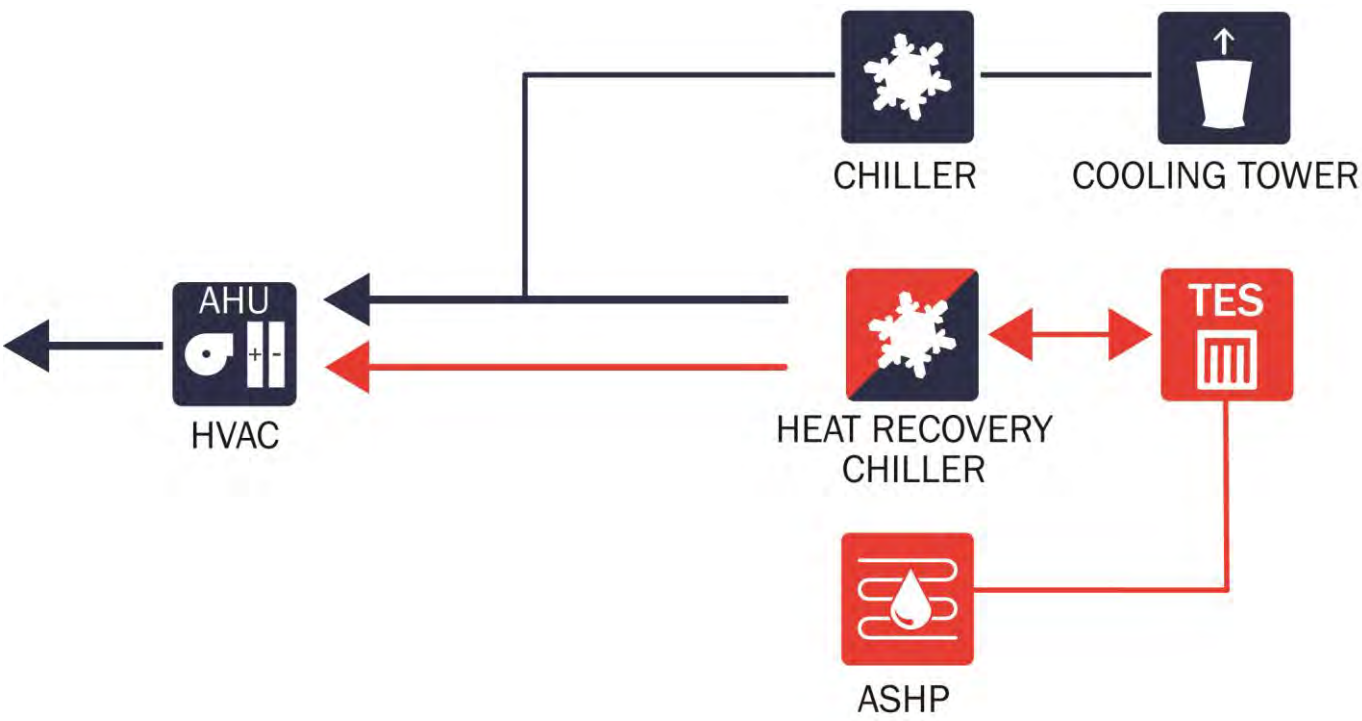 CHILLER
COOLING TOWER
AHU
+ -
HVAC
HEAT RECOVERY
CHILLER
TES
ASHP